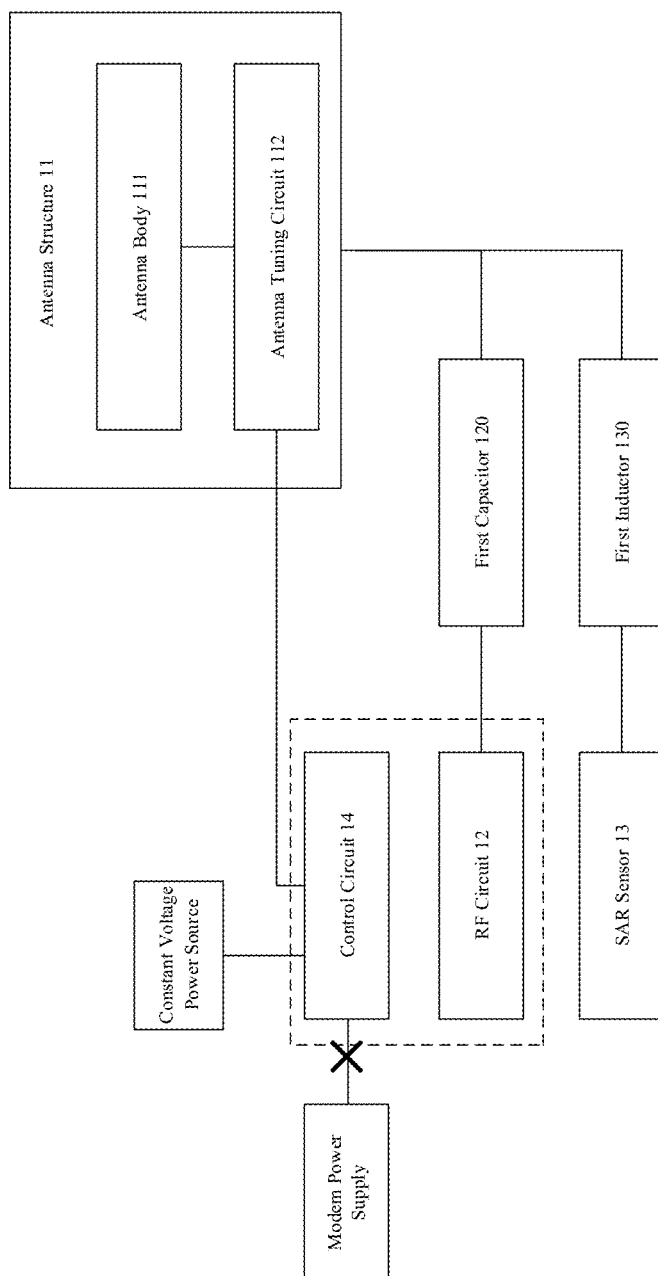 Antenna Structure 11
Antenna Body 111
Antenna Tuning Circuit 112
Constant Voltage
Power Source
Control Circuit 14
First Capacitor 120
RF Circuit 12
First Inductor 130
SAR Sensor 13
Modem Power
Supply